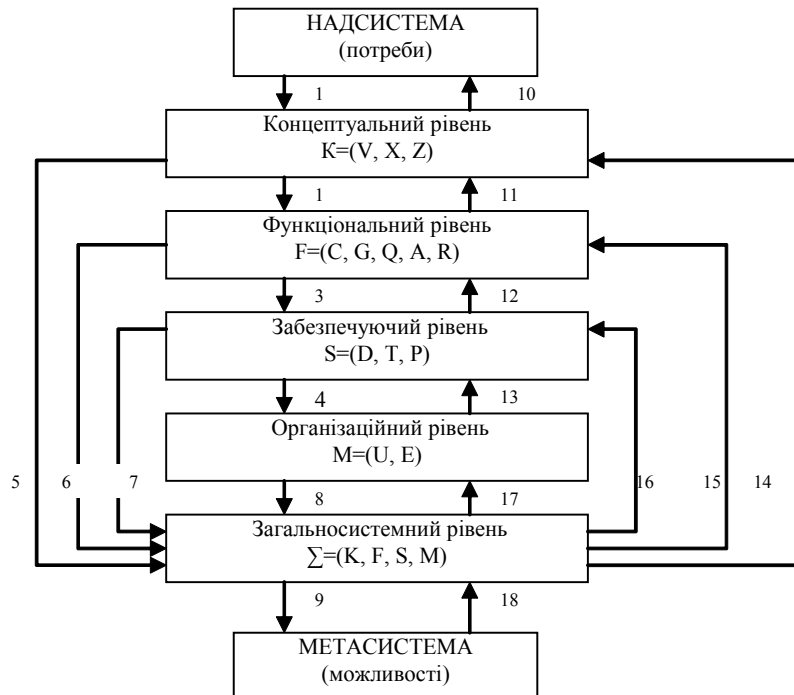 НАДСИСТЕМА
(потреби)
1 10
Концептуальний рівень
K=(V, X, Z)
1 11
Функціональний рівень
F=(C, G, Q, A, R)
3 12
Забезпечуючий рівень
S=(D, T, P)
4 13
Організаційний рівень
M=(U, E)
5 6 7 16 15 14
8 17
Загальносистемний рівень
∑=(K, F, S, M)
9 18
МЕТАСИСТЕМА
(можливості)